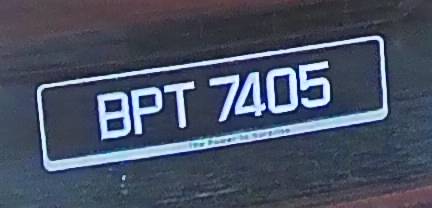 BPT 7405
The Power to Surprise